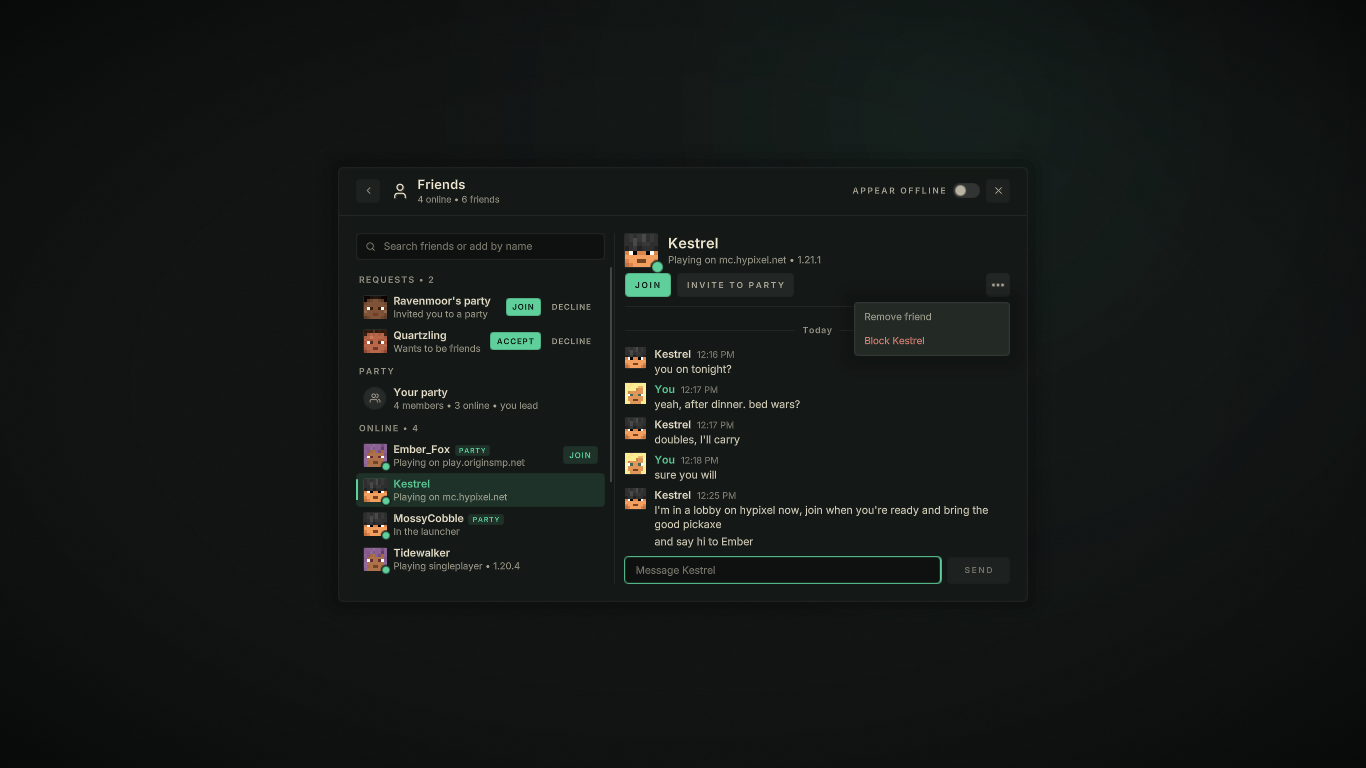 Friends
4 online • 6 friends
APPEAR OFFLINE
Search friends or add by name
REQUESTS • 2
Ravenmoor's party
Invited you to a party
JOIN
DECLINE
Quartzling
Wants to be friends
ACCEPT
DECLINE
PARTY
Your party
4 members • 3 online • you lead
ONLINE • 4
Ember_Fox PARTY
Playing on play.originsmp.net
JOIN
Kestrel
Playing on mc.hypixel.net
MossyCobble PARTY
In the launcher
Tidewalker
Playing singleplayer • 1.20.4
Kestrel
Playing on mc.hypixel.net • 1.21.1
JOIN
INVITE TO PARTY
Remove friend
Block Kestrel
Today
Kestrel 12:16 PM
you on tonight?
You 12:17 PM
yeah, after dinner. bed wars?
Kestrel 12:17 PM
doubles, I'll carry
You 12:18 PM
sure you will
Kestrel 12:25 PM
I'm in a lobby on hypixel now, join when you're ready and bring the
good pickaxe
and say hi to Ember
Message Kestrel
SEND